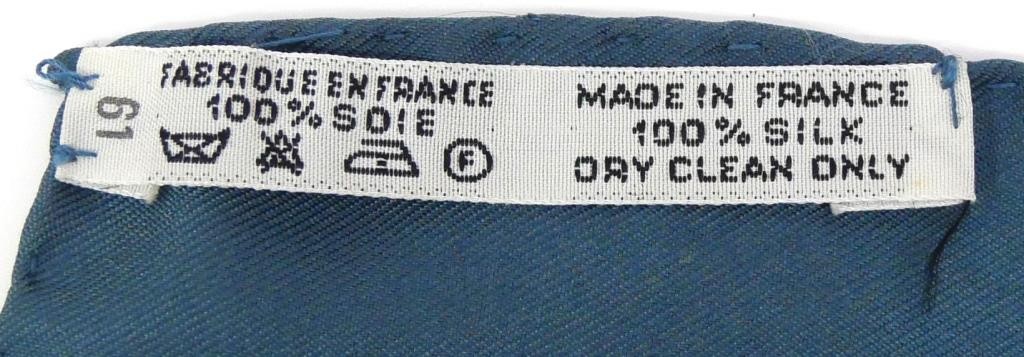 61
FABRIQUE EN FRANCE
100% SOIE
F
MADE IN FRANCE
100% SILK
DRY CLEAN ONLY